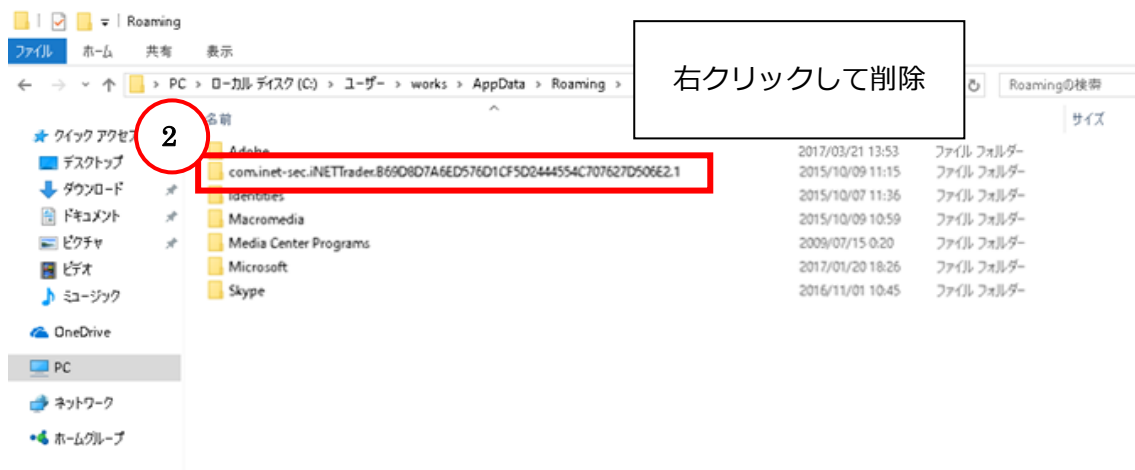 Roaming
ファイル ホーム 共有 表示
右クリックして削除
PC > ローカル ディスク (C:) > ユーザー > works > AppData > Roaming >
Roamingの検索
2
名前 サイズ
クイック アクセ
デスクトップ
ダウンロード
ドキュメント
ピクチャ
ビデオ
ミュージック
OneDrive
PC
ネットワーク
ホームグループ
Adobe 2017/03/21 13:53 ファイル フォルダー
com.inet-sec.iNETTrader.B69D8D7A6ED576D1CF5D2444554C707627D506E2.1 2015/10/09 11:15 ファイル フォルダー
Identities 2015/10/07 11:36 ファイル フォルダー
Macromedia 2015/10/09 10:59 ファイル フォルダー
Media Center Programs 2009/07/15 0:20 ファイル フォルダー
Microsoft 2017/01/20 18:26 ファイル フォルダー
Skype 2016/11/01 10:45 ファイル フォルダー